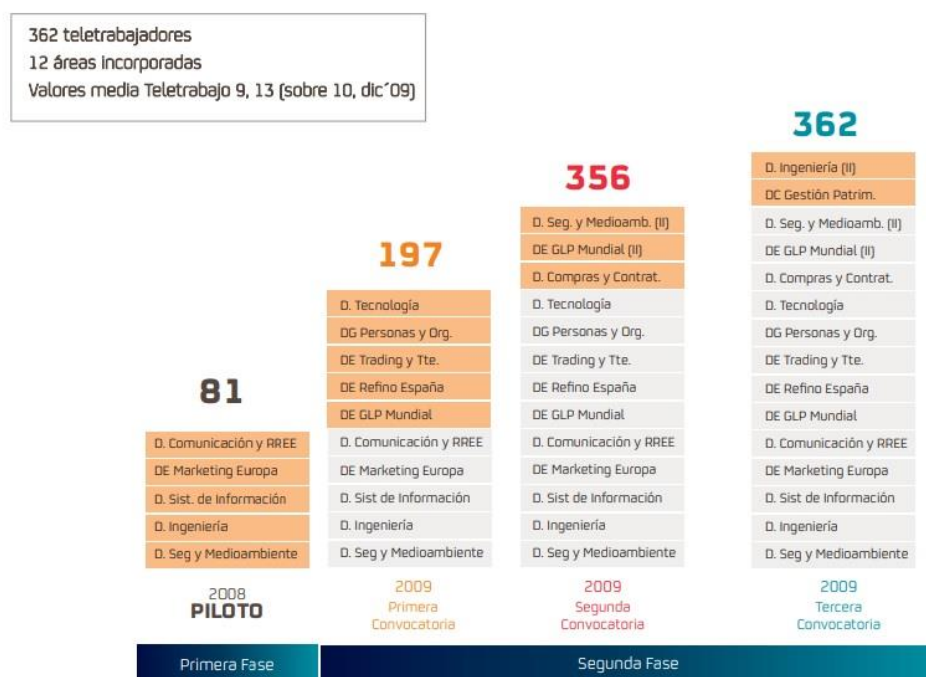 362 teletrabajadores
12 áreas incorporadas
Valores media Teletrabajo 9, 13 (sobre 10, dic´09)
81
D. Comunicación y RREE
DE Marketing Europa
D. Sist. de Información
D. Ingeniería
D. Seg y Medioambiente
2008
PILOTO
197
D. Tecnología
DG Personas y Org.
DE Trading y Tte.
DE Refino España
DE GLP Mundial
D. Comunicación y RREE
DE Marketing Europa
D. Sist de Información
D. Ingeniería
D. Seg y Medioambiente
2009
Primera
Convocatoria
356
D. Seg. y Medioamb. (II)
DE GLP Mundial (II)
D. Compras y Contrat.
D. Tecnología
DG Personas y Org.
DE Trading y Tte.
DE Refino España
DE GLP Mundial
D. Comunicación y RREE
DE Marketing Europa
D. Sist de Información
D. Ingeniería
D. Seg y Medioambiente
2009
Segunda
Convocatoria
362
D. Ingeniería (II)
DC Gestión Patrim.
D. Seg. y Medioamb. (II)
DE GLP Mundial (II)
D. Compras y Contrat.
D. Tecnología
DG Personas y Org.
DE Trading y Tte.
DE Refino España
DE GLP Mundial
D. Comunicación y RREE
DE Marketing Europa
D. Sist de Información
D. Ingeniería
D. Seg y Medioambiente
2009
Tercera
Convocatoria
Primera Fase
Segunda Fase